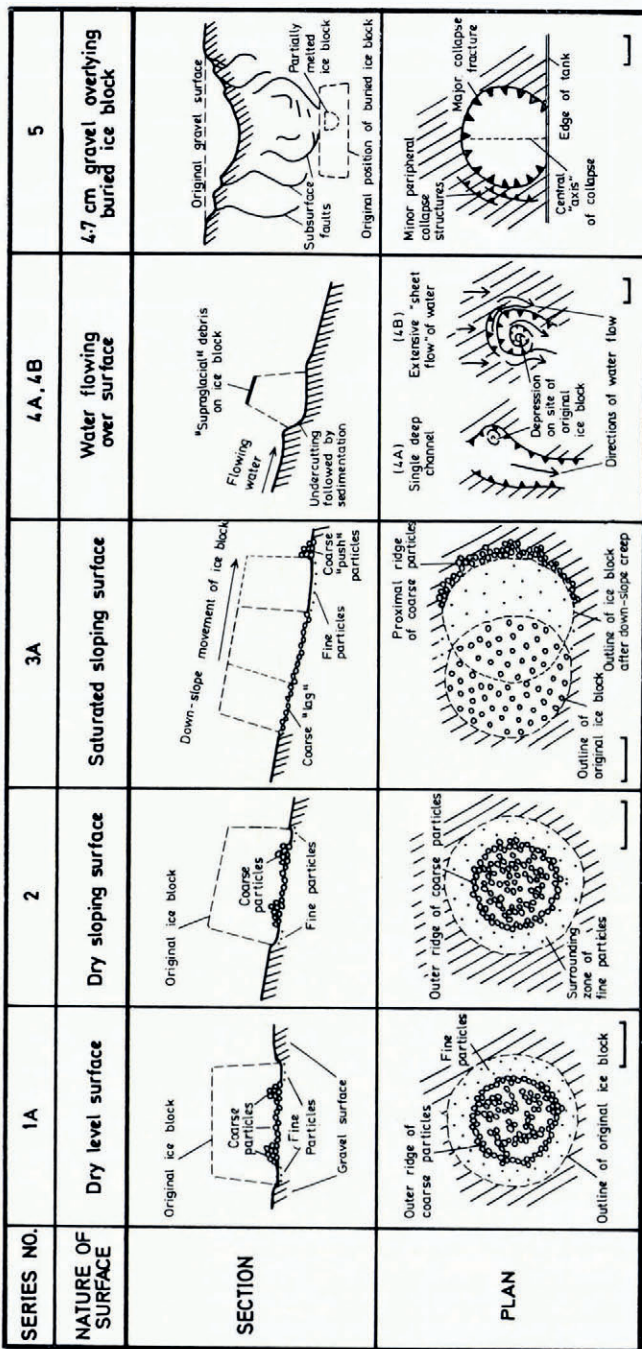 SERIES NO.
1A
2
3A
4A, 4B
5
NATURE OF
SURFACE
Dry level surface
Dry sloping surface
Saturated sloping surface
Water flowing
over surface
4·7 cm gravel overlying
buried ice block
SECTION
Original ice block
Coarse
particles
Fine
Particles
Gravel surface
Original ice block
Coarse
particles
Fine particles
Down-slope movement of ice block
Coarse "lag"
Fine particles
Coarse
"push"
particles
"Supraglacial" debris
on ice block
Flowing
water
Undercutting
followed by
sedimentation
Original gravel surface
Subsurface
faults
Partially
melted
ice block
Original position of buried ice block
PLAN
Outer ridge of
coarse particles
Fine
particles
Outline of original ice block
Outer ridge of coarse particles
Surrounding
zone of
fine particles
Proximal ridge
of coarse particles
Outline of
original ice block
Outline of ice block
after down-slope creep
(4A)
Single deep
channel
(4B)
Extensive "sheet
flow" of water
Depression
on site of
original
ice block
Directions of water flow
Minor peripheral
collapse
structures
Major collapse
fracture
Central
"axis"
of collapse
Edge of tank